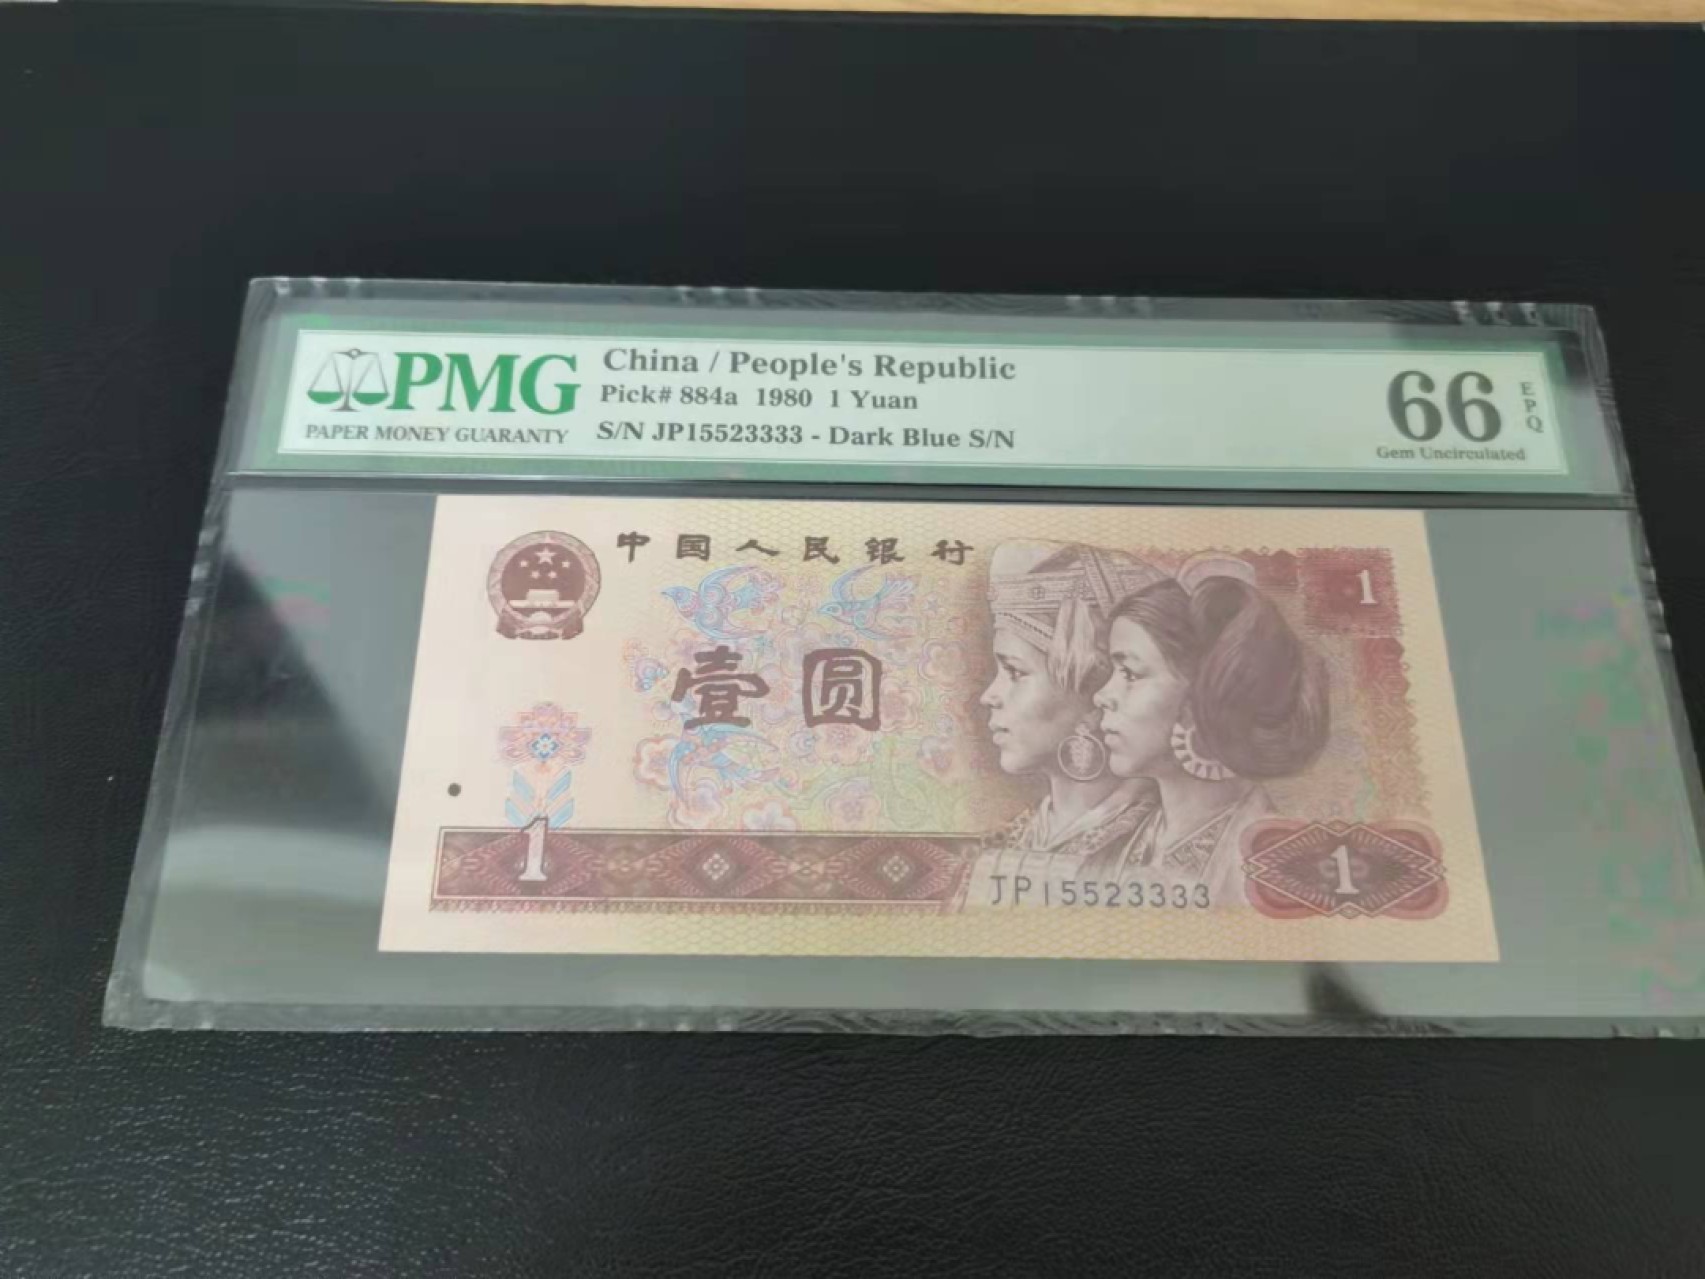 PMG
PAPER MONEY GUARANTY
China / People's Republic
Pick# 884a 1980 1 Yuan
S/N JP15523333 - Dark Blue S/N
66
EPQ
Gem Uncirculated
中国人民银行
1
壹圆
1
JP15523333
1